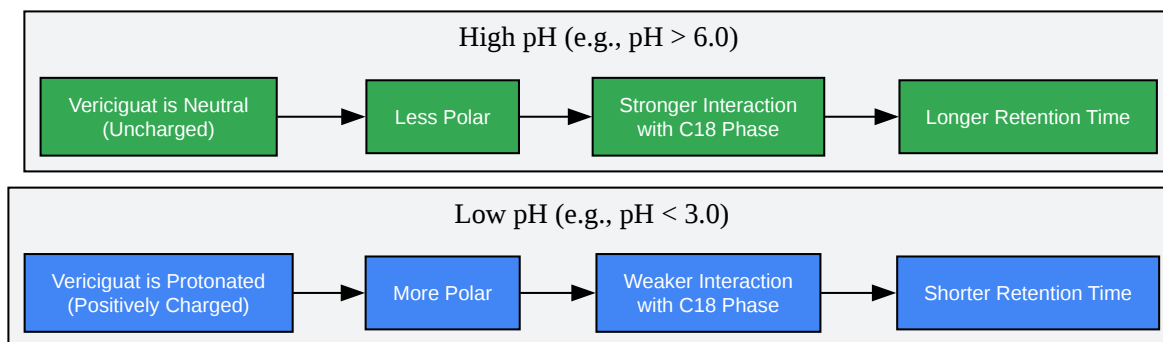 High pH (e.g., pH > 6.0)
Vericiguat is Neutral
(Uncharged)
Less Polar
Stronger Interaction
with C18 Phase
Longer Retention Time
Low pH (e.g., pH < 3.0)
Vericiguat is Protonated
(Positively Charged)
More Polar
Weaker Interaction
with C18 Phase
Shorter Retention Time